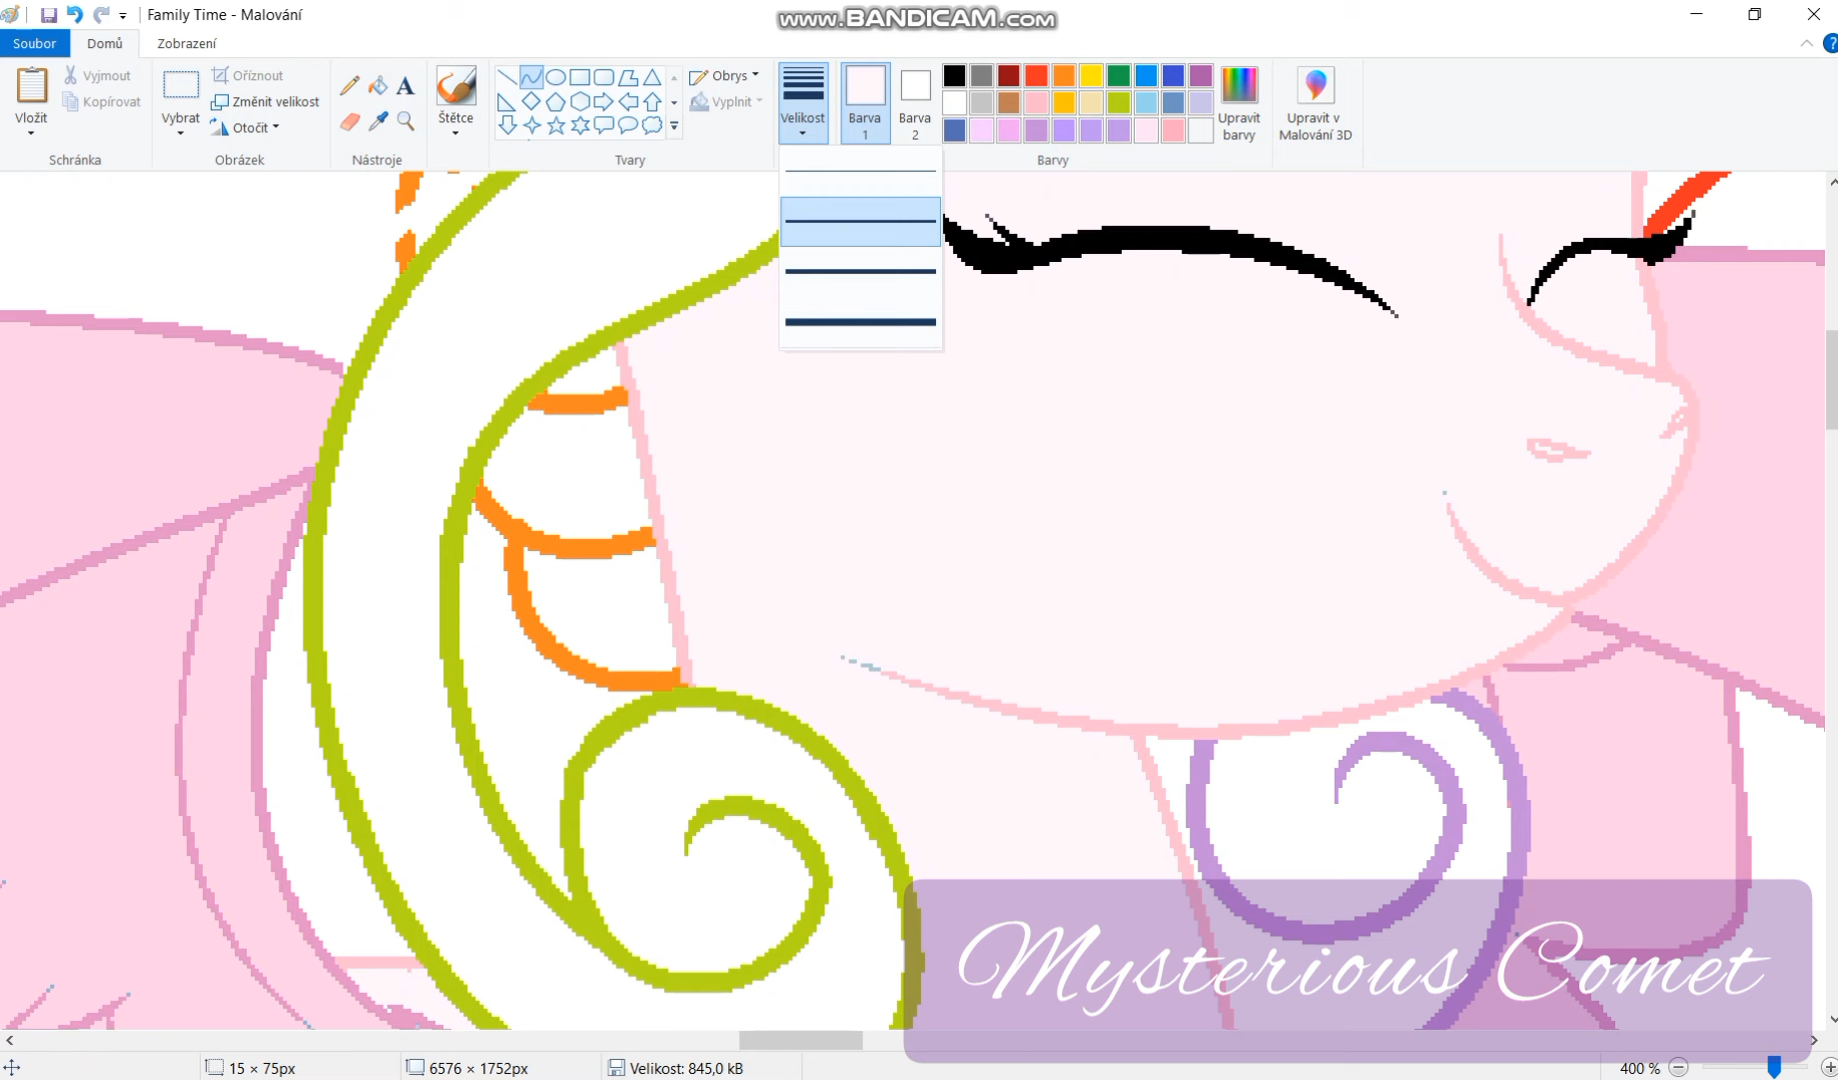 Family Time - Malování
www.BANDICAM.com
Soubor
Domů
Zobrazení
Vložit
Vyjmout
Kopírovat
Schránka
Vybrat
Oříznout
Změnit velikost
Otočit
Obrázek
A
Nástroje
Štětce
Obrys
Vyplnit
Tvary
Velikost
Barva
1
Barva
2
Upravit
barvy
Barvy
Upravit v
Malování 3D
Mysterious Comet
15 × 75px
6576 × 1752px
Velikost: 845,0 kB
400 %